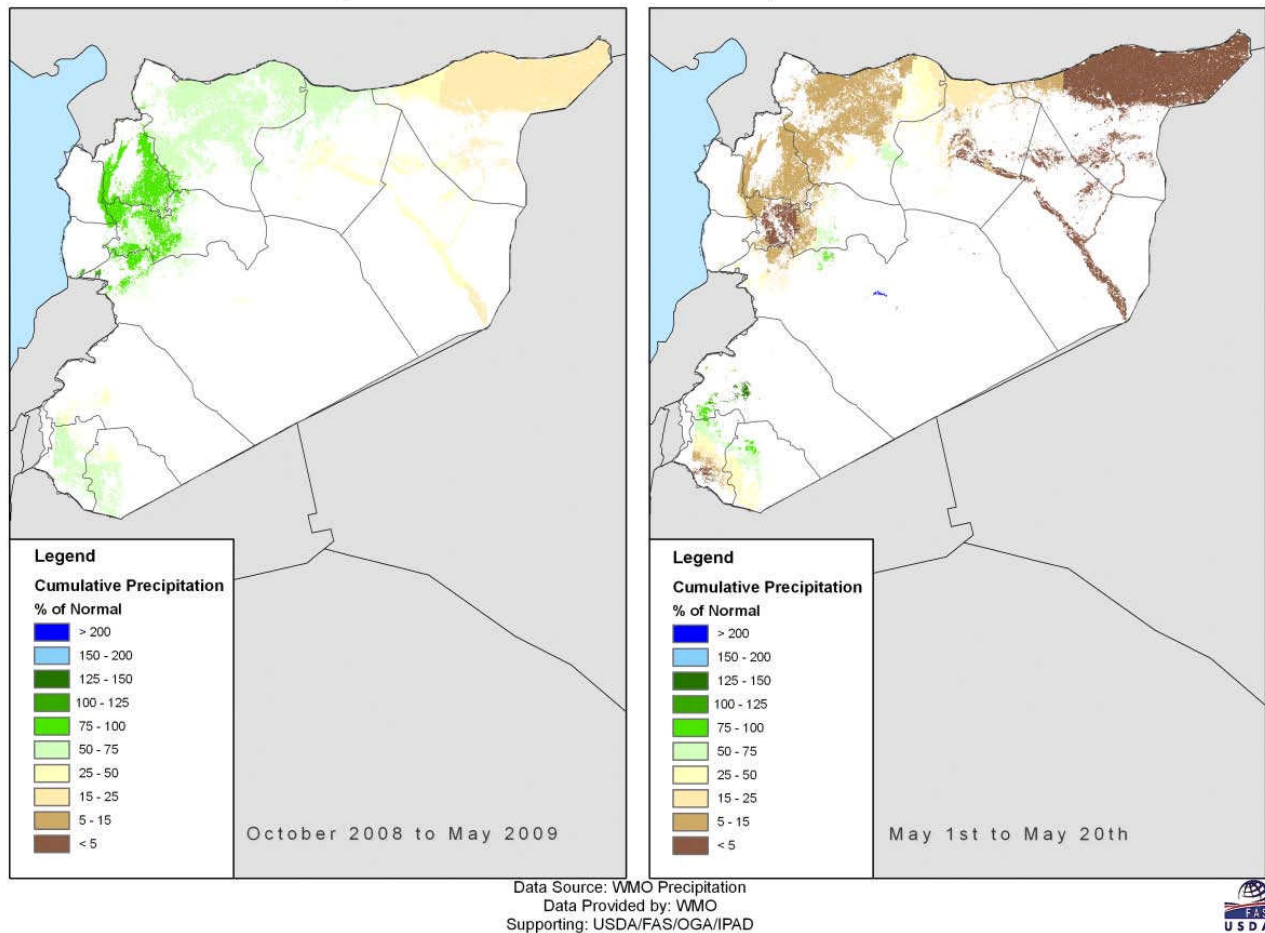 Legend
Cumulative Precipitation
% of Normal
> 200
150 - 200
125 - 150
100 - 125
75 - 100
50 - 75
25 - 50
15 - 25
5 - 15
< 5
October 2008 to May 2009
Legend
Cumulative Precipitation
% of Normal
> 200
150 - 200
125 - 150
100 - 125
75 - 100
50 - 75
25 - 50
15 - 25
5 - 15
< 5
May 1st to May 20th
Data Source: WMO Precipitation
Data Provided by: WMO
Supporting: USDA/FAS/OGA/IPAD
FAS
USDA